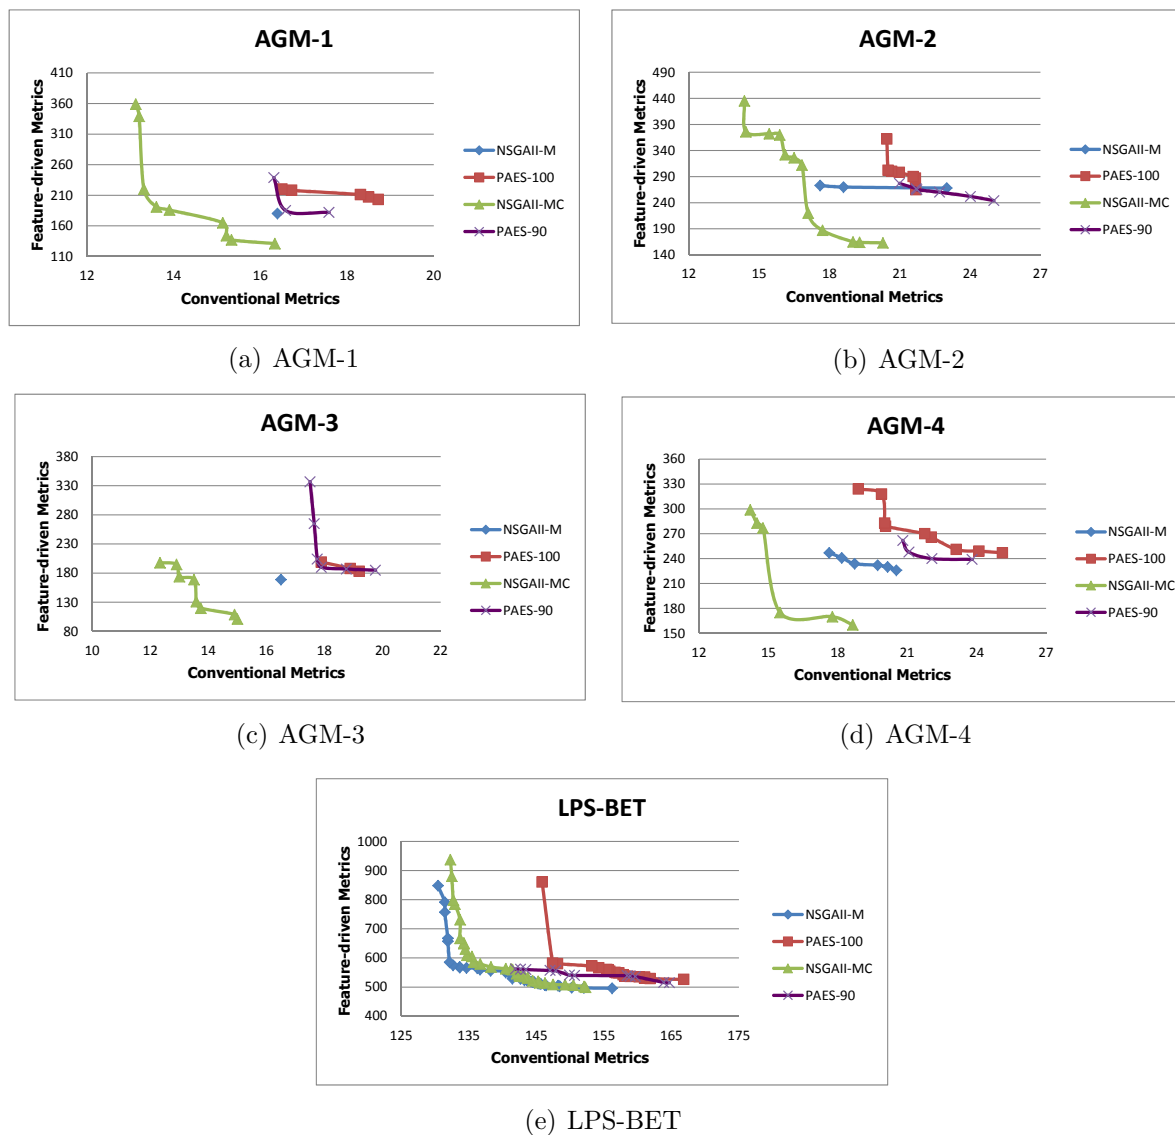 AGM-1
Feature-driven Metrics
410
360
310
260
210
160
110
12 14 16 18 20
Conventional Metrics
NSGAII-M
PAES-100
NSGAII-MC
PAES-90
(a) AGM-1
AGM-2
Feature-driven Metrics
490
440
390
340
290
240
190
140
12 15 18 21 24 27
Conventional Metrics
NSGAII-M
PAES-100
NSGAII-MC
PAES-90
(b) AGM-2
AGM-3
Feature-driven Metrics
380
330
280
230
180
130
80
10 12 14 16 18 20 22
Conventional Metrics
NSGAII-M
PAES-100
NSGAII-MC
PAES-90
(c) AGM-3
AGM-4
Feature-driven Metrics
360
330
300
270
240
210
180
150
12 15 18 21 24 27
Conventional Metrics
NSGAII-M
PAES-100
NSGAII-MC
PAES-90
(d) AGM-4
LPS-BET
Feature-driven Metrics
1000
900
800
700
600
500
400
125 135 145 155 165 175
Conventional Metrics
NSGAII-M
PAES-100
NSGAII-MC
PAES-90
(e) LPS-BET